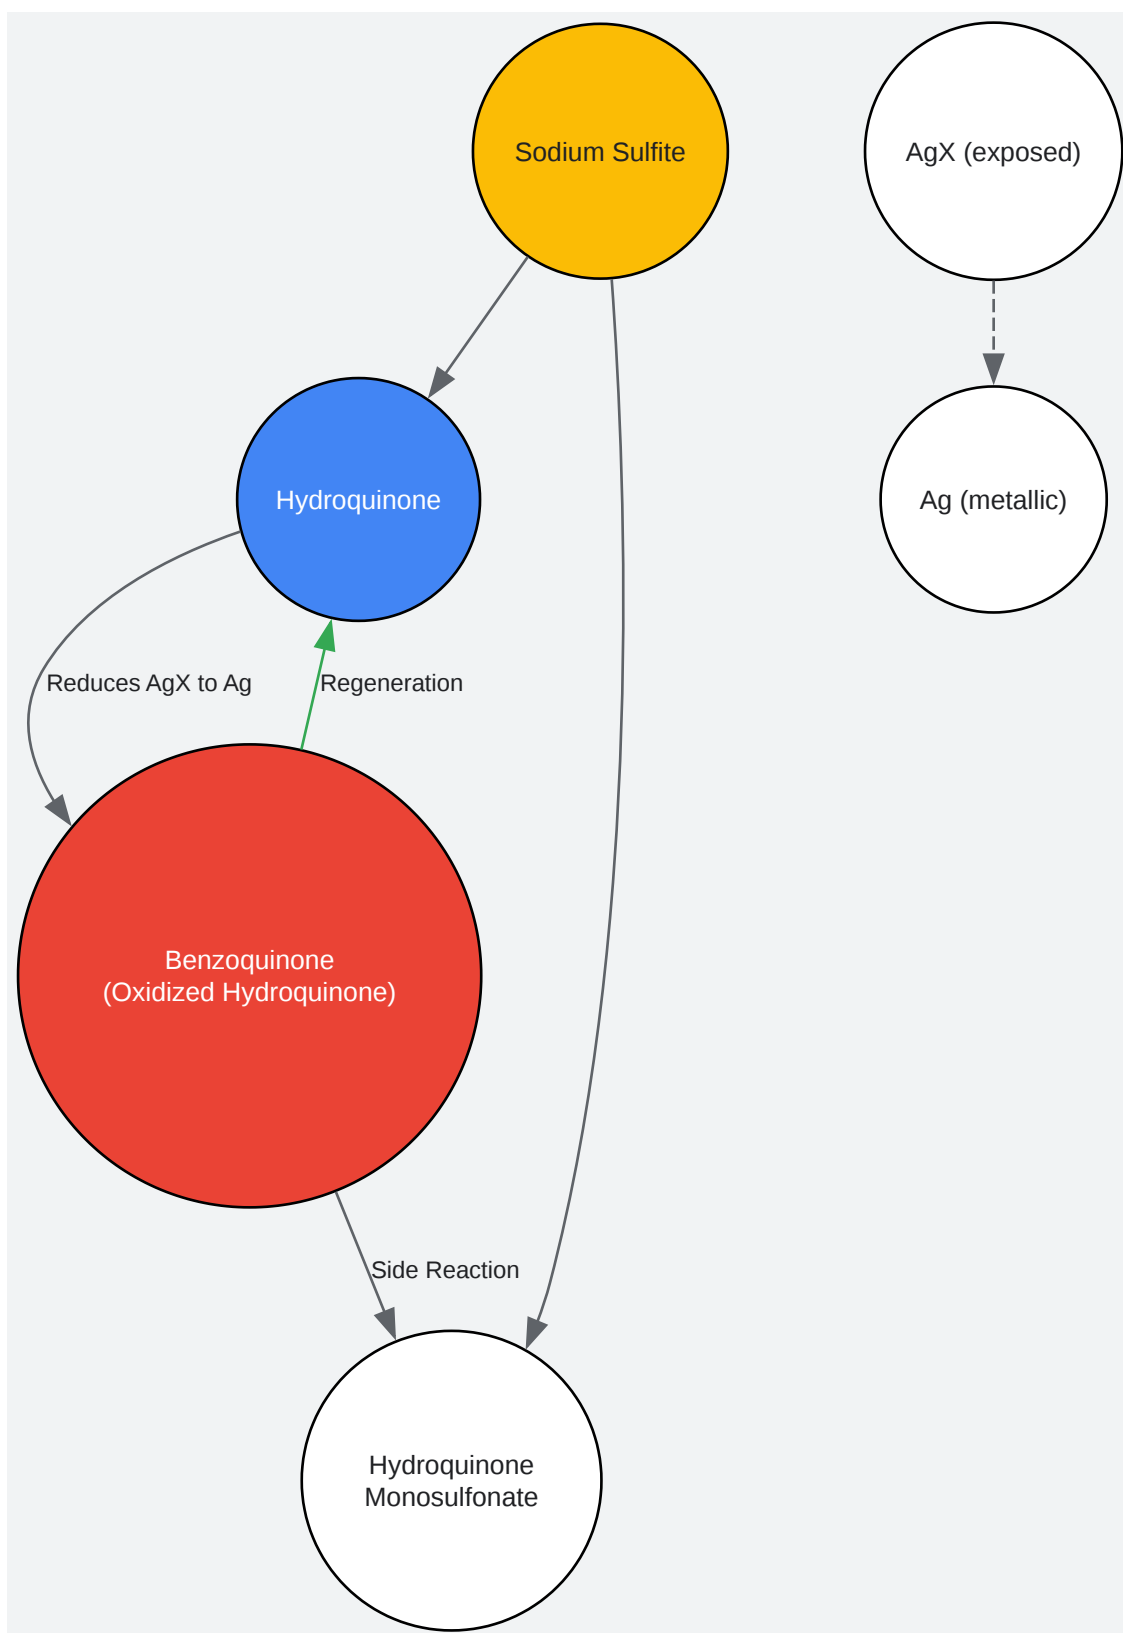 Sodium Sulfite
AgX (exposed)
Hydroquinone
Ag (metallic)
Reduces AgX to Ag
Regeneration
Benzoquinone
(Oxidized Hydroquinone)
Side Reaction
Hydroquinone
Monosulfonate